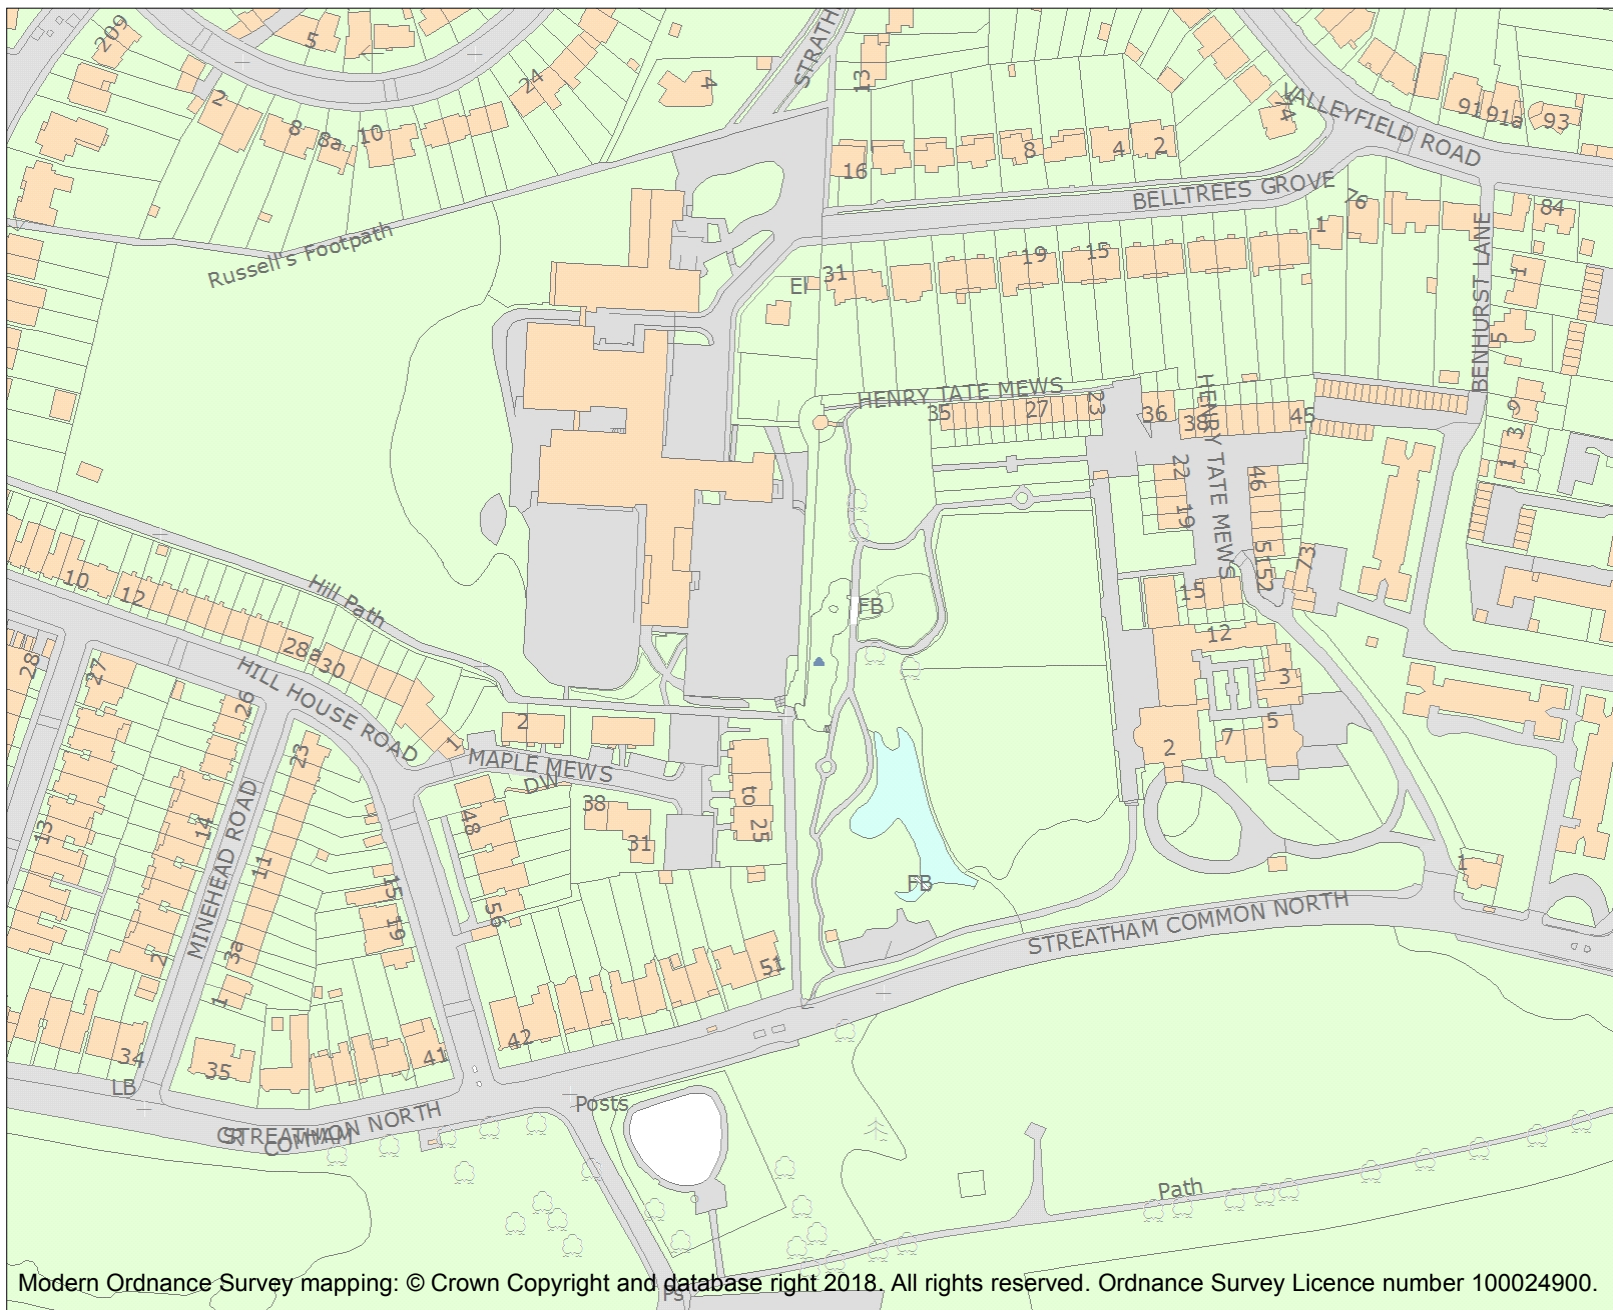 209
5
24
4
STRATH
13
VALLEYFIELD ROAD
74
91
91a
93
2
8
8a
10
16
8
4
2
BELLTREES GROVE
76
84
1
Russell's Footpath
31
19
15
El
BENHURST LANE
1
5
9
3
1
HENRY TATE MEWS
35
27
23
36
38
45
HENRY TATE MEWS
22
19
46
51
52
73
15
12
3
5
7
2
10
12
Hill Path
28a
30
HILL HOUSE ROAD
28
27
26
23
1
2
MAPLE MEWS
DW
38
31
to
25
48
56
FB
FB
13
14
11
MINEHEAD ROAD
15
19
2
3a
1
1
STREATHAM COMMON NORTH
51
42
41
34
35
LB
Posts
CR
STREATHAM
COMMON NORTH
Path
Modern Ordnance Survey mapping: © Crown Copyright and database right 2018. All rights reserved. Ordnance Survey Licence number 100024900.
Ps